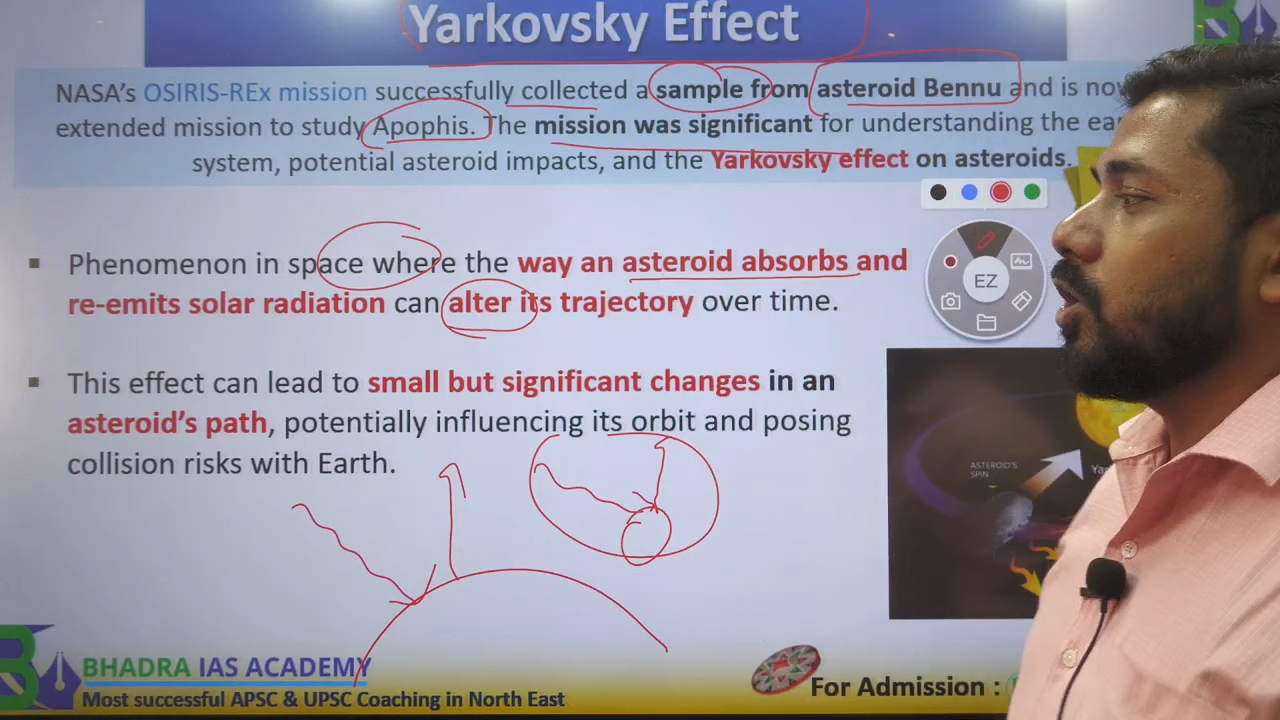 Yarkovsky Effect
NASA's OSIRIS-REx mission successfully collected a sample from asteroid Bennu and is
extended mission to study Apophis. The mission was significant for understanding the
system, potential asteroid impacts, and the Yarkovsky effect on asteroids.
EZ
▪ Phenomenon in space where the way an asteroid absorbs and
re-emits solar radiation can alter its trajectory over time.
▪ This effect can lead to small but significant changes in an
asteroid's path, potentially influencing its orbit and posing
collision risks with Earth.
ASTEROID'S
SPIN
BHADRA IAS ACADEMY
Most successful APSC & UPSC Coaching in North East
For Admission :